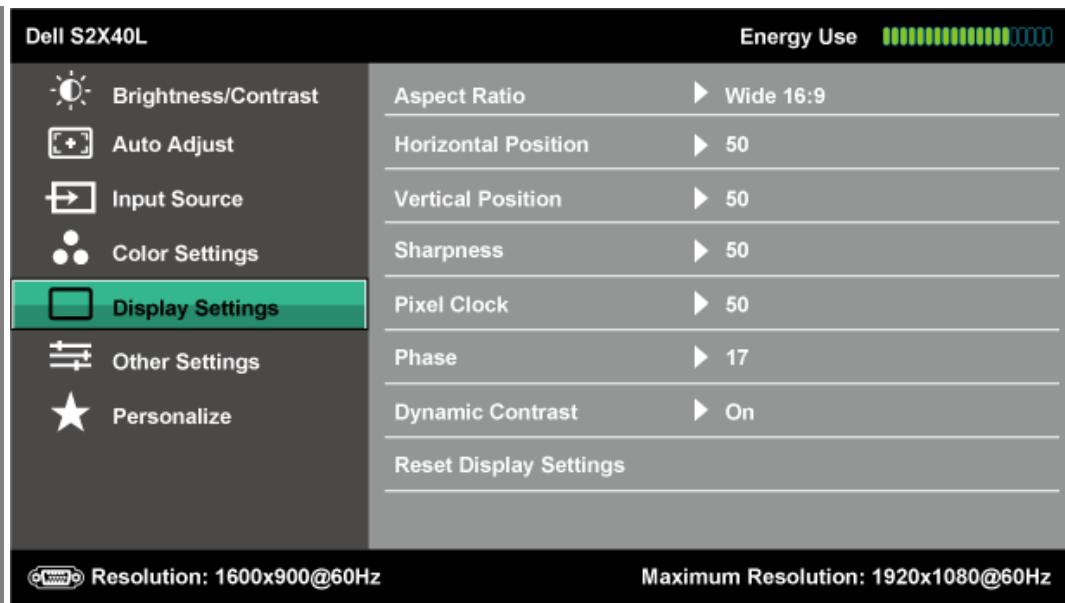 Dell S2X40L Energy Use
Brightness/Contrast
Aspect Ratio Wide 16:9
Auto Adjust
Horizontal Position 50
Input Source
Vertical Position 50
Color Settings
Sharpness 50
Display Settings
Pixel Clock 50
Other Settings
Phase 17
Personalize
Dynamic Contrast On
Reset Display Settings
Resolution: 1600x900@60Hz Maximum Resolution: 1920x1080@60Hz